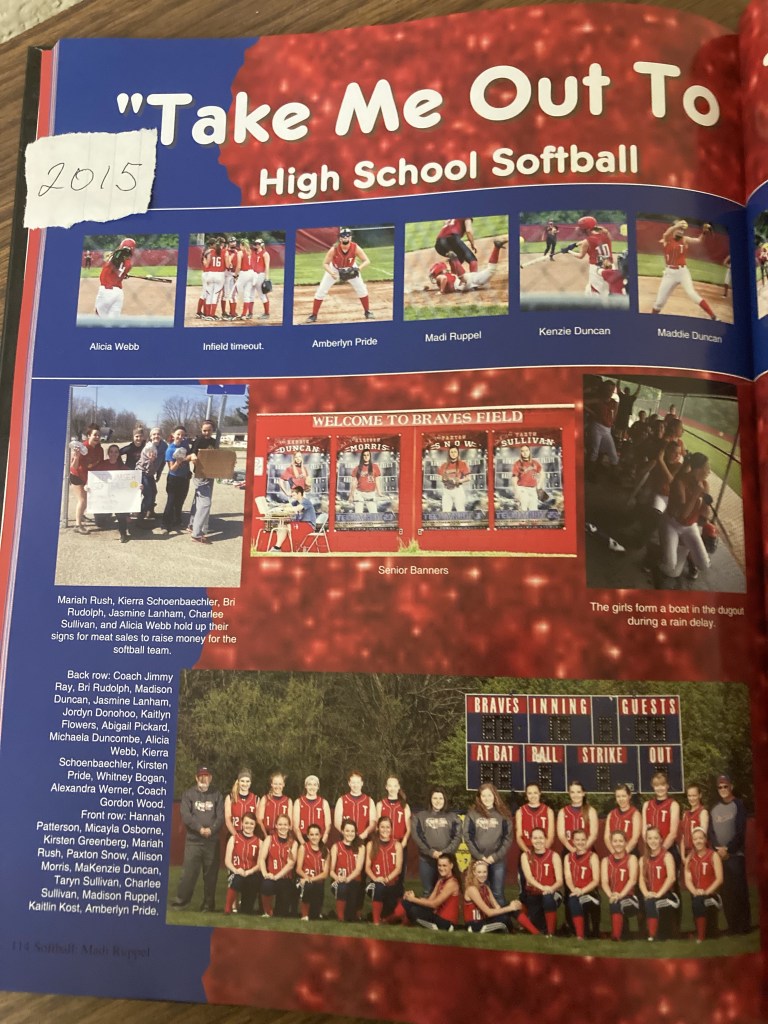 2015
"Take Me Out To
High School Softball
Alicia Webb
Infield timeout.
Amberlyn Pride
Madi Ruppel
Kenzie Duncan
Maddie Duncan
WELCOME TO BRAVES FIELD
DUNCAN
MORRIS
SNOW
SULLIVAN
Senior Banners
Mariah Rush, Kierra Schoenbaechler, Bri
Rudolph, Jasmine Lanham, Charlee
Sullivan, and Alicia Webb hold up their
signs for meat sales to raise money for the
softball team.
The girls form a boat in the dugout
during a rain delay.
Back row: Coach Jimmy
Ray, Bri Rudolph, Madison
Duncan, Jasmine Lanham,
Jordyn Donohoo, Kaitlyn
Flowers, Abigail Pickard,
Michaela Duncombe, Alicia
Webb, Kierra
Schoenbaechler, Kirsten
Pride, Whitney Bogan,
Alexandra Werner, Coach
Gordon Wood.
Front row: Hannah
Patterson, Micayla Osborne,
Kirsten Greenberg, Mariah
Rush, Paxton Snow, Allison
Morris, MaKenzie Duncan,
Taryn Sullivan, Charlee
Sullivan, Madison Ruppel,
Kaitlin Kost, Amberlyn Pride.
BRAVES INNING GUESTS
AT BAT BALL STRIKE OUT
114 Softball: Madi Ruppel